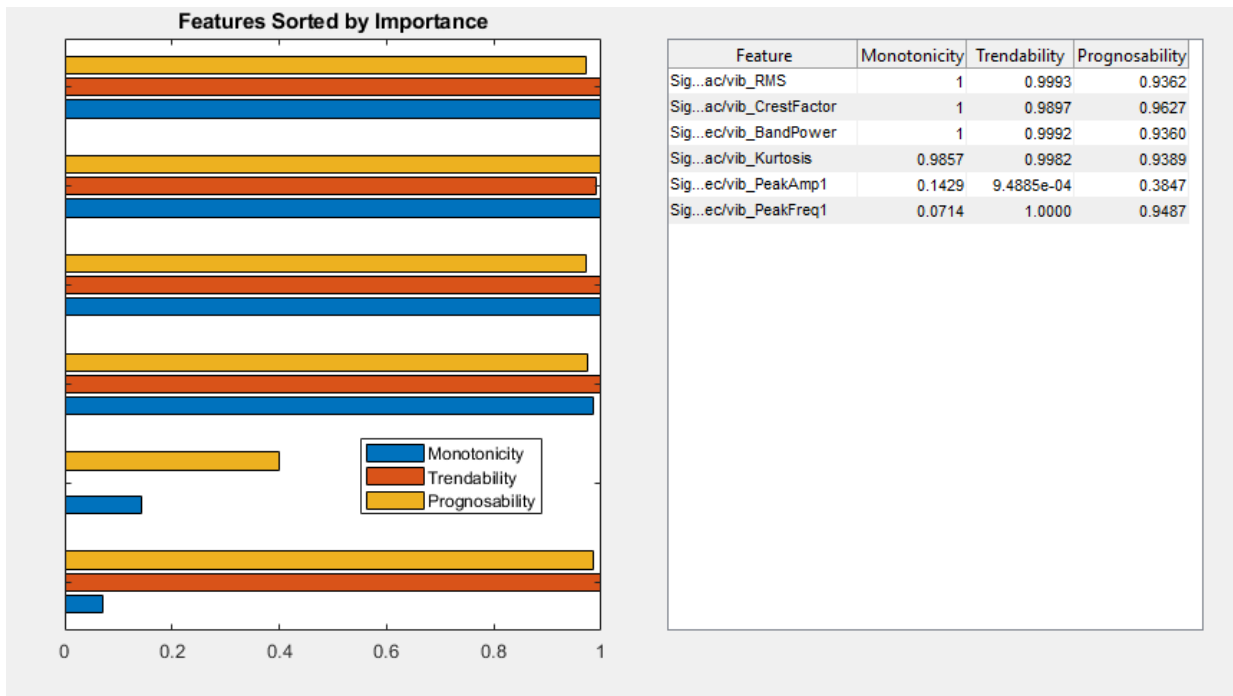 Features Sorted by Importance
Monotonicity
Trendability
Prognosability
0 0.2 0.4 0.6 0.8 1
Feature Monotonicity Trendability Prognosability
Sig...ac/vib_RMS 1 0.9993 0.9362
Sig...ac/vib_CrestFactor 1 0.9897 0.9627
Sig...ec/vib_BandPower 1 0.9992 0.9360
Sig...ac/vib_Kurtosis 0.9857 0.9982 0.9389
Sig...ec/vib_PeakAmp1 0.1429 9.4885e-04 0.3847
Sig...ec/vib_PeakFreq1 0.0714 1.0000 0.9487